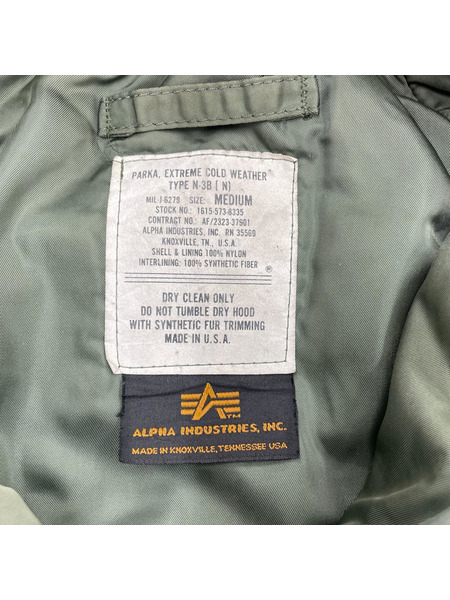 PARKA, EXTREME COLD WEATHER®
TYPE N-3B ( N)
MIL-J-6279 SIZE: MEDIUM
STOCK NO.: 1615-573-8335
CONTRACT NO.: AF/2323-37901
ALPHA INDUSTRIES, INC. RN 35569
KNOXVILLE, TN., U.S.A.
SHELL & LINING 100% NYLON
INTERLINING: 100% SYNTHETIC FIBER
®
DRY CLEAN ONLY
DO NOT TUMBLE DRY HOOD
WITH SYNTHETIC FUR TRIMMING
MADE IN U.S.A.
TM
ALPHA INDUSTRIES, INC.
MADE IN KNOXVILLE, TENNESSEE USA